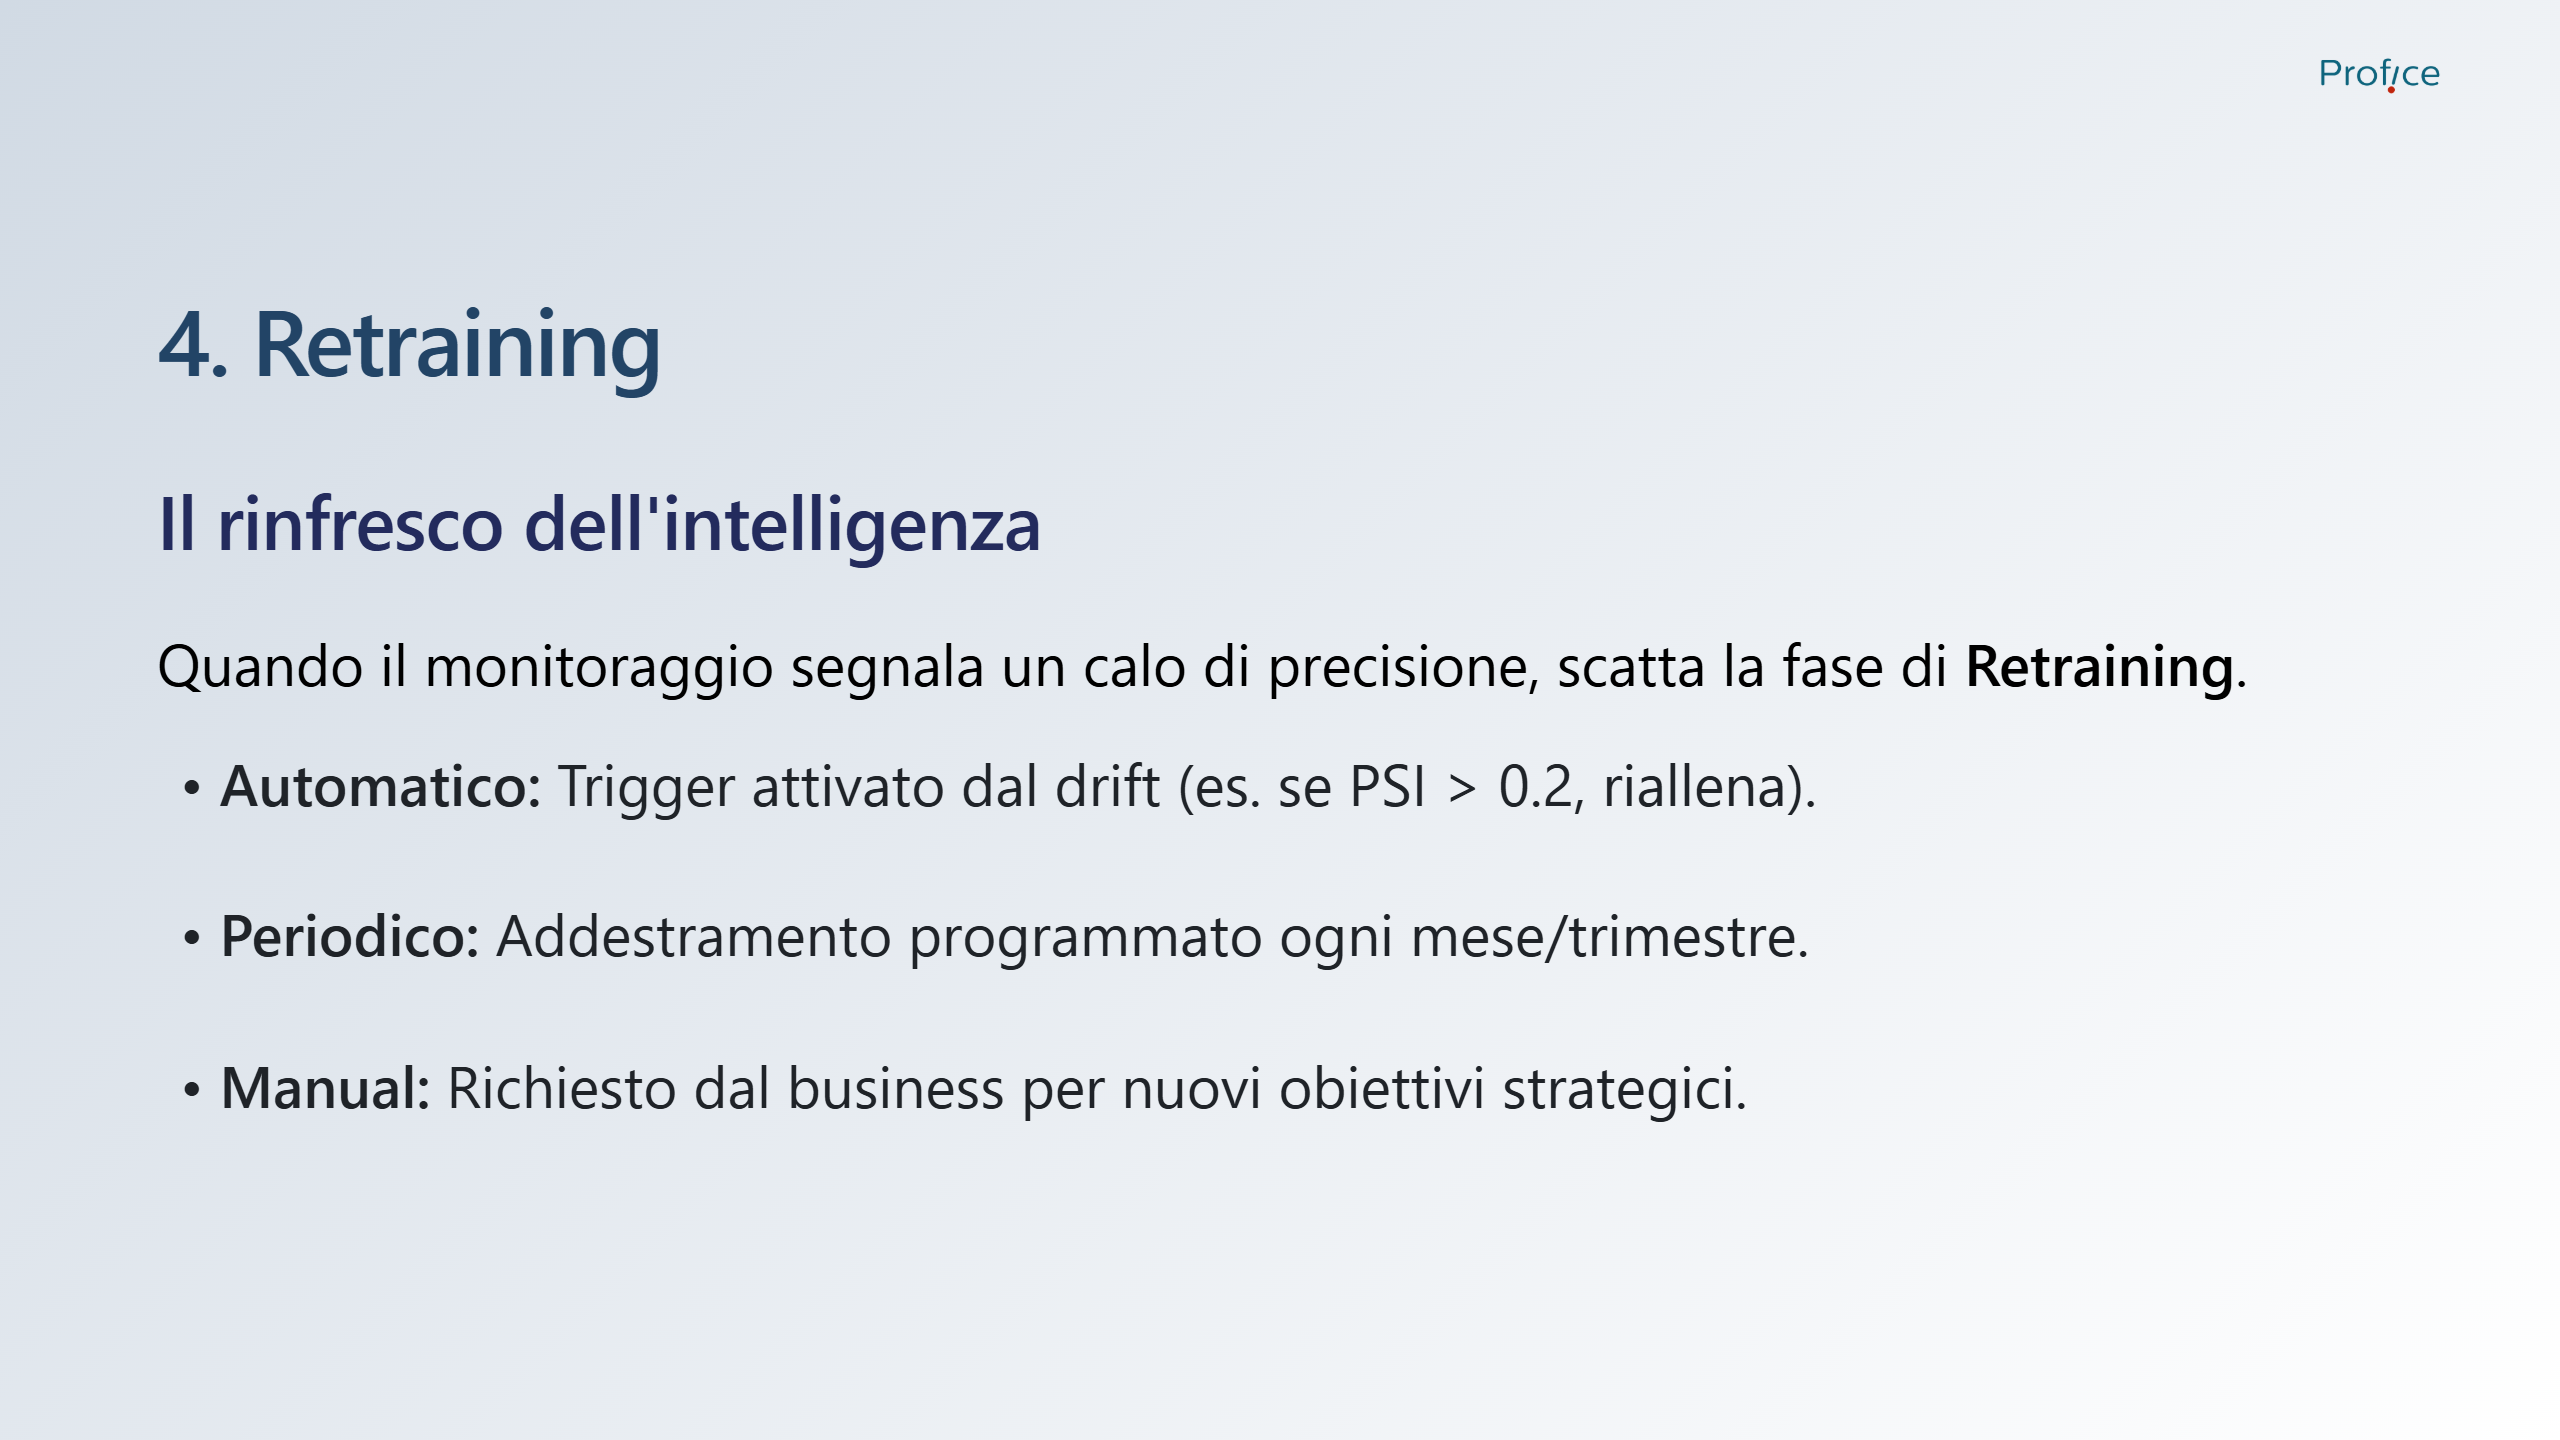 Profice
4. Retraining
Il rinfresco dell'intelligenza
Quando il monitoraggio segnala un calo di precisione, scatta la fase di Retraining.
• Automatico: Trigger attivato dal drift (es. se PSI > 0.2, riallena).
• Periodico: Addestramento programmato ogni mese/trimestre.
• Manual: Richiesto dal business per nuovi obiettivi strategici.